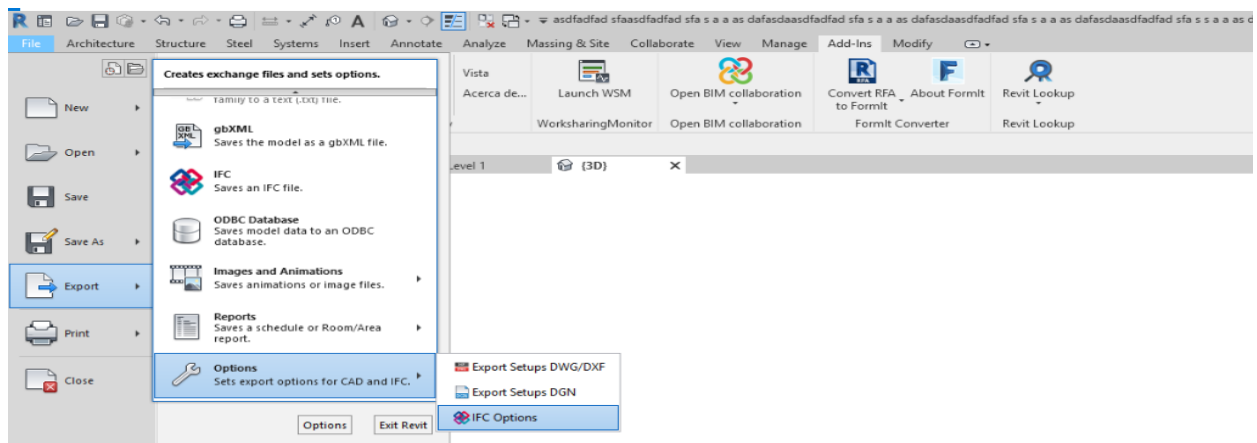 asdfadfad sfaasdfadfad sfa s a a as dafasdaasdfadfad sfa s a a as dafasdaasdfadfad sfa s a a as dafasdaasdfadfad sfa s s a a as d
File Architecture Structure Steel Systems Insert Annotate Analyze Massing & Site Collaborate View Manage Add-Ins Modify
Creates exchange files and sets options.
family to a text (.txt) file.
gbXML
Saves the model as a gbXML file.
IFC
Saves an IFC file.
ODBC Database
Saves model data to an ODBC
database.
Images and Animations
Saves animations or image files.
Reports
Saves a schedule or Room/Area
report.
Options
Sets export options for CAD and IFC.
Options Exit Revit
New
Open
Save
Save As
Export
Print
Close
Export Setups DWG/DXF
Export Setups DGN
IFC Options
Vista
Acerca de...
Launch WSM
WorksharingMonitor
Open BIM collaboration
Open BIM collaboration
Convert RFA
to FormIt
About FormIt
FormIt Converter
Revit Lookup
Revit Lookup
Level 1
{3D}